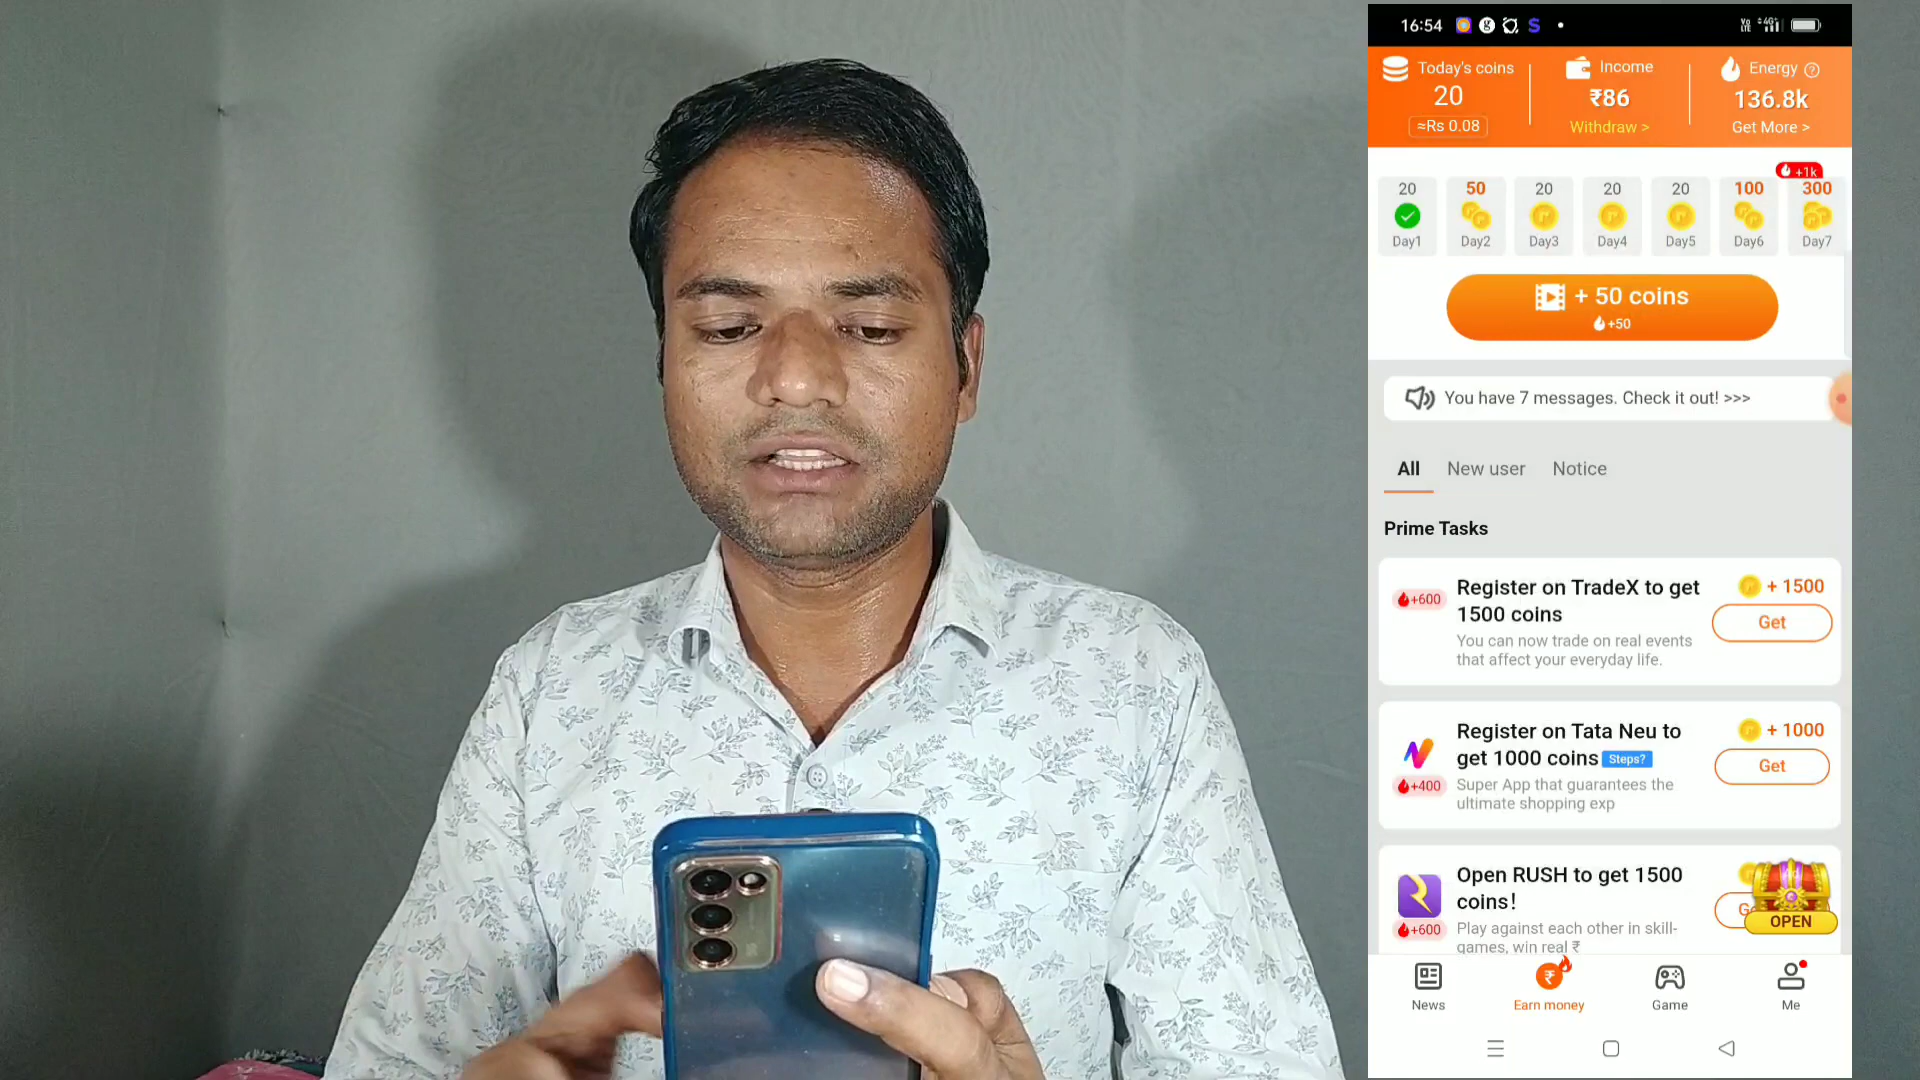 16:54
Today's coins
20
≈Rs 0.08
Income
₹86
Withdraw >
Energy
136.8k
Get More >
+1k
20 50 20 20 20 100 300
Day1 Day2 Day3 Day4 Day5 Day6 Day7
+ 50 coins
+50
You have 7 messages. Check it out! >>>
All New user Notice
Prime Tasks
+600
Register on TradeX to get
1500 coins
You can now trade on real events
that affect your everyday life.
+ 1500
Get
+400
Register on Tata Neu to
get 1000 coins Steps?
Super App that guarantees the
ultimate shopping exp
+ 1000
Get
+600
Open RUSH to get 1500
coins!
Play against each other in skill-
games, win real ₹
OPEN
News Earn money Game Me